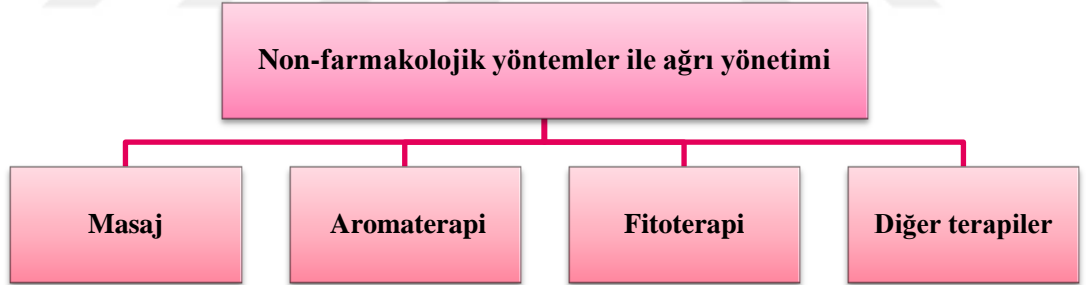 Non-farmakolojik yöntemler ile ağrı yönetimi
Masaj
Aromaterapi
Fitoterapi
Diğer terapiler